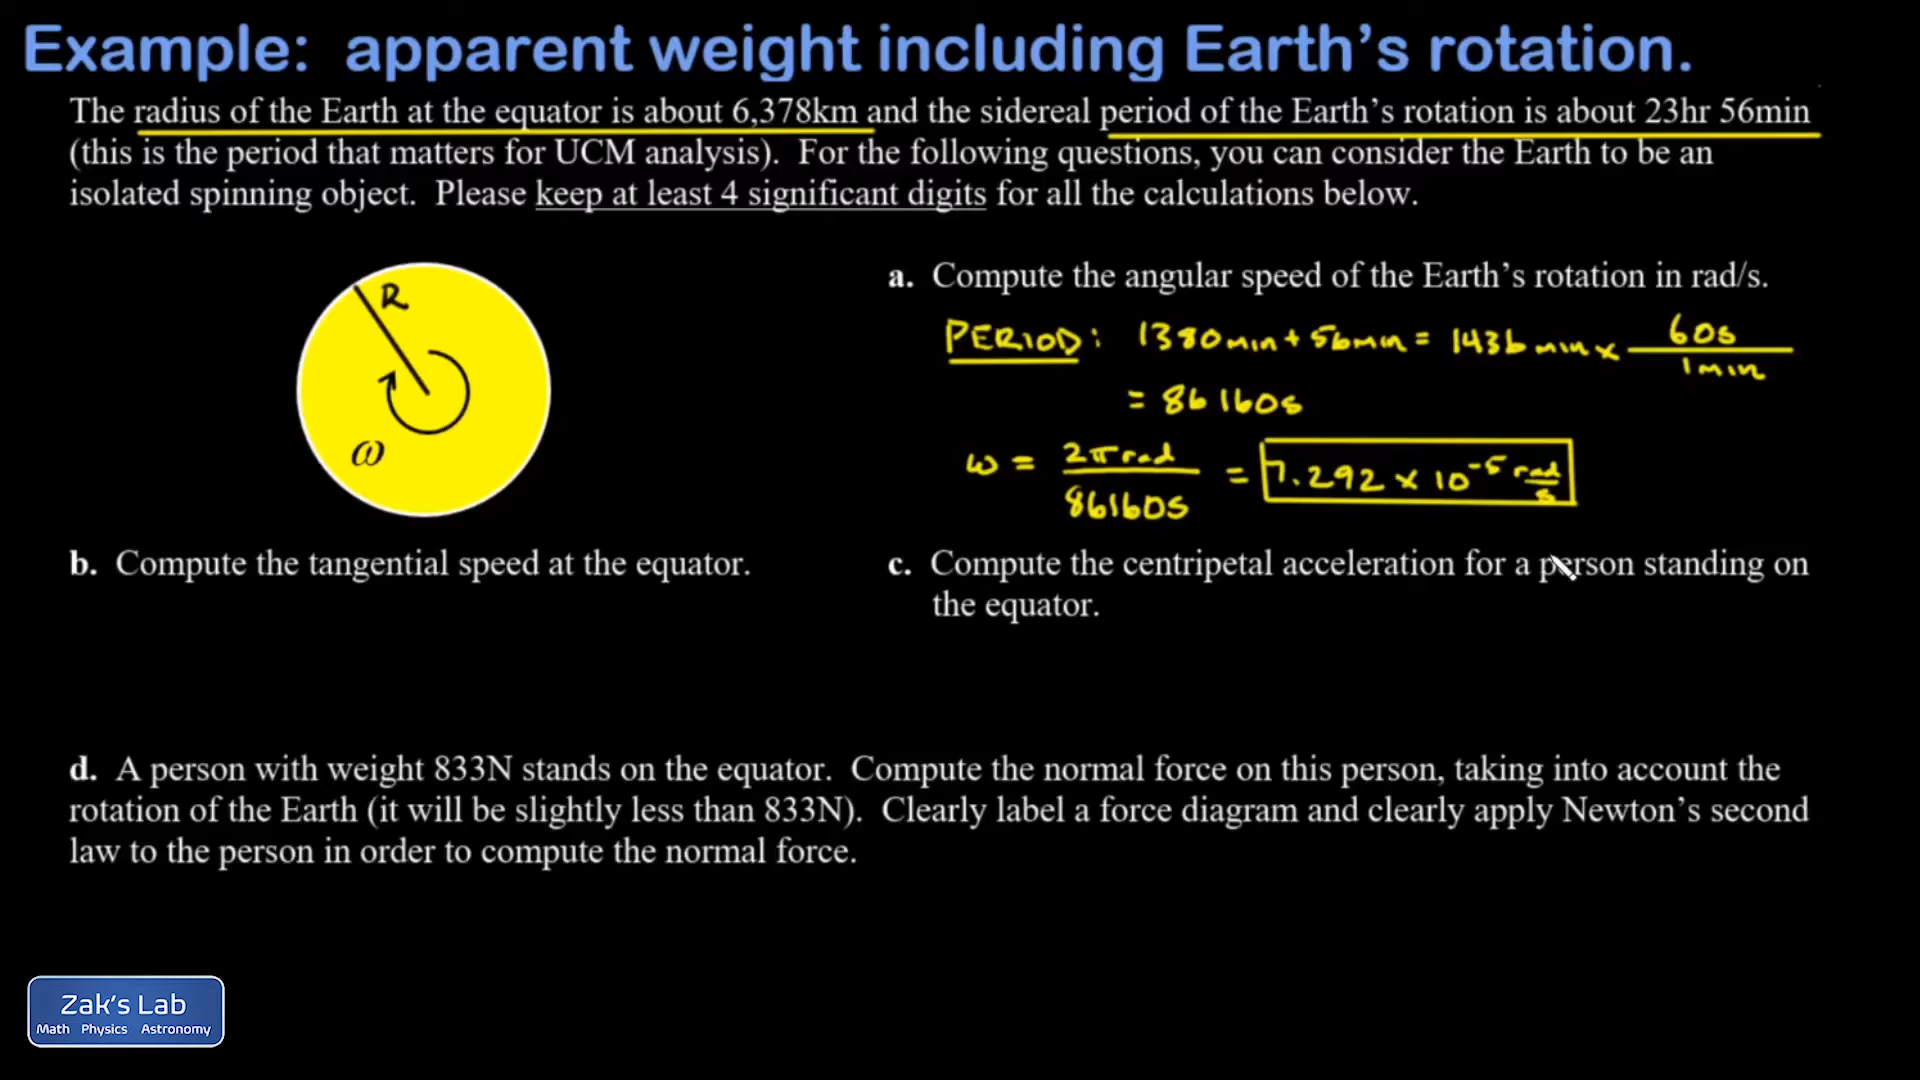 Example: apparent weight including Earth's rotation.
The radius of the Earth at the equator is about 6,378km and the sidereal period of the Earth's rotation is about 23hr 56min
(this is the period that matters for UCM analysis). For the following questions, you can consider the Earth to be an
isolated spinning object. Please keep at least 4 significant digits for all the calculations below.
R
ω
a. Compute the angular speed of the Earth's rotation in rad/s.
PERIOD: 1380min + 56min = 1436min × 60s / 1min
= 86160s
ω = 2π rad / 86160s = 7.292 × 10⁻⁵ rad/s
b. Compute the tangential speed at the equator.
c. Compute the centripetal acceleration for a person standing on
the equator.
d. A person with weight 833N stands on the equator. Compute the normal force on this person, taking into account the
rotation of the Earth (it will be slightly less than 833N). Clearly label a force diagram and clearly apply Newton's second
law to the person in order to compute the normal force.
Zak's Lab
Math Physics Astronomy